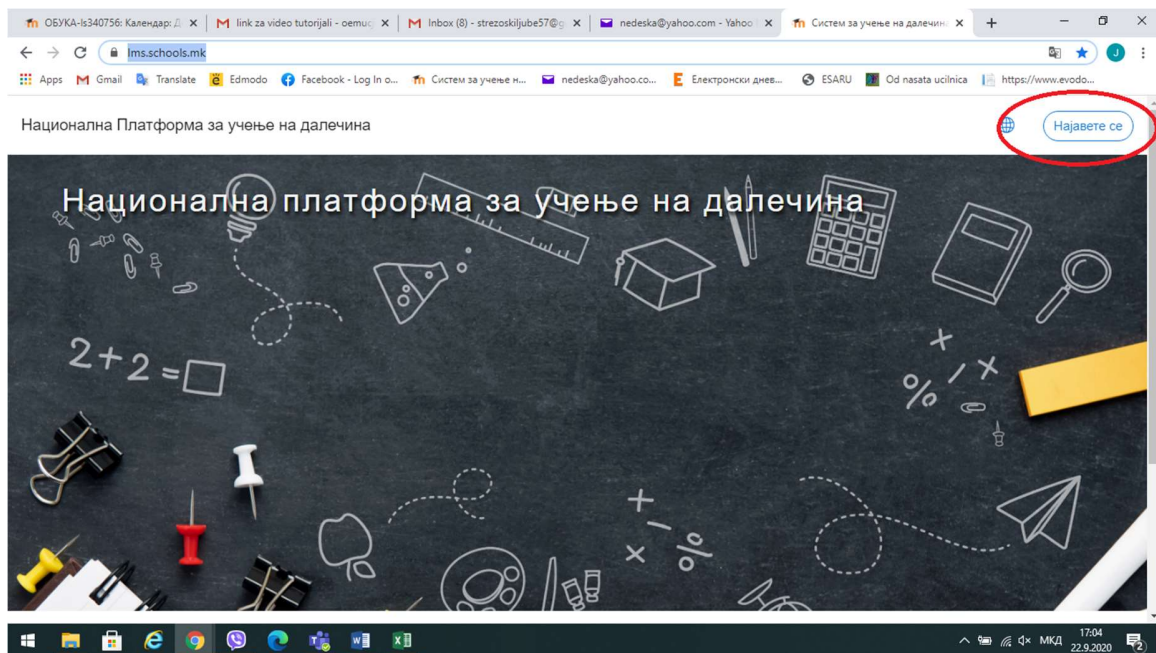 ОБУКА-ls340756: Календар: Д
link za video tutorijali - oemuc
Inbox (8) - strezoskiljube57@g
nedeska@yahoo.com - Yahoo
Систем за учење на далечина
lms.schools.mk
J
Apps
Gmail
Translate
Edmodo
Facebook - Log In o...
Систем за учење н...
nedeska@yahoo.co...
Електронски днев...
ESARU
Od nasata ucilnica
https://www.evodo...
Национална Платформа за учење на далечина
Најавете се
Национална платформа за учење на далечина
2+2=
%
%
МКД
17:04
22.9.2020
2